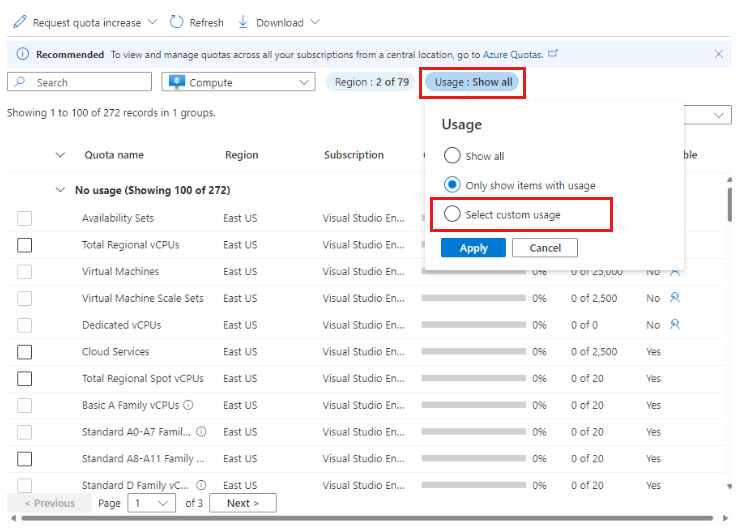 Request quota increase Refresh Download
Recommended To view and manage quotas across all your subscriptions from a central location, go to Azure Quotas.
Search Compute Region : 2 of 79 Usage : Show all
Showing 1 to 100 of 272 records in 1 groups.
Usage
Show all
Only show items with usage
Select custom usage
Apply Cancel
Quota name Region Subscription ble
No usage (Showing 100 of 272)
Availability Sets East US Visual Studio En...
Total Regional vCPUs East US Visual Studio En...
Virtual Machines East US Visual Studio En... 0% 0 of 25,000 No
Virtual Machine Scale Sets East US Visual Studio En... 0% 0 of 2,500 No
Dedicated vCPUs East US Visual Studio En... 0% 0 of 0 No
Cloud Services East US Visual Studio En... 0% 0 of 2,500 Yes
Total Regional Spot vCPUs East US Visual Studio En... 0% 0 of 20 Yes
Basic A Family vCPUs East US Visual Studio En... 0% 0 of 20 Yes
Standard A0-A7 Famil... East US Visual Studio En... 0% 0 of 20 Yes
Standard A8-A11 Family ... East US Visual Studio En... 0% 0 of 20 Yes
Standard D Family vC... East US Visual Studio En... 0% 0 of 20 Yes
< Previous Page 1 of 3 Next >